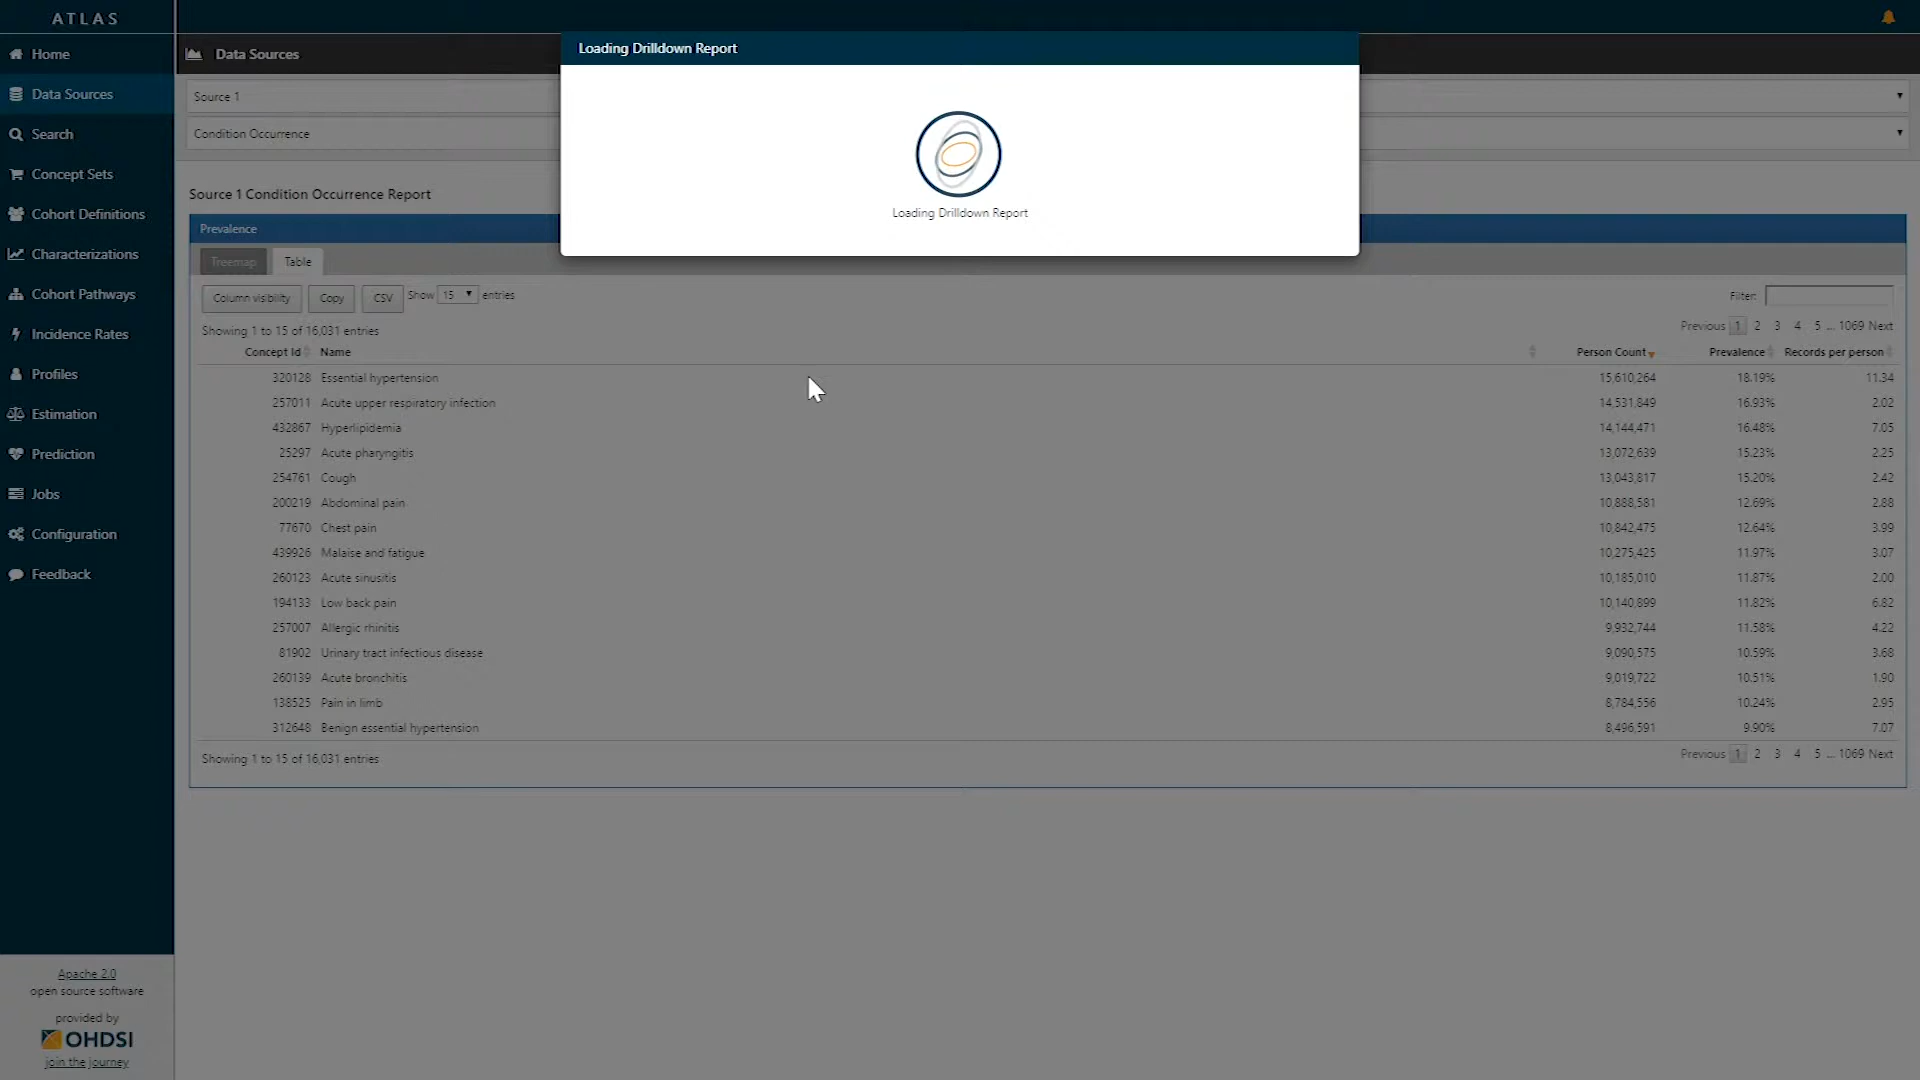 ATLAS
Home
Data Sources
Search
Concept Sets
Cohort Definitions
Characterizations
Cohort Pathways
Incidence Rates
Profiles
Estimation
Prediction
Jobs
Configuration
Feedback
Apache 2.0
open source software
provided by
OHDSI
join the journey
Data Sources
Source 1
Condition Occurrence
Loading Drilldown Report
Loading Drilldown Report
Source 1 Condition Occurrence Report
Prevalence
Treemap Table
Column visibility Copy CSV Show 15 entries Filter:
Showing 1 to 15 of 16,031 entries Previous 1 2 3 4 5 ... 1069 Next
Concept Id Name Person Count Prevalence Records per person
320128 Essential hypertension 15,610,264 18.19% 11.34
257011 Acute upper respiratory infection 14,531,849 16.93% 2.02
432867 Hyperlipidemia 14,144,471 16.48% 7.05
25297 Acute pharyngitis 13,072,639 15.23% 2.25
254761 Cough 13,043,817 15.20% 2.42
200219 Abdominal pain 10,888,581 12.69% 2.88
77670 Chest pain 10,842,475 12.64% 3.99
439926 Malaise and fatigue 10,275,425 11.97% 3.07
260123 Acute sinusitis 10,185,010 11.87% 2.00
194133 Low back pain 10,140,899 11.82% 6.82
257007 Allergic rhinitis 9,932,744 11.58% 4.22
81902 Urinary tract infectious disease 9,090,575 10.59% 3.68
260139 Acute bronchitis 9,019,722 10.51% 1.90
138525 Pain in limb 8,784,556 10.24% 2.95
312648 Benign essential hypertension 8,496,591 9.90% 7.07
Showing 1 to 15 of 16,031 entries Previous 1 2 3 4 5 ... 1069 Next